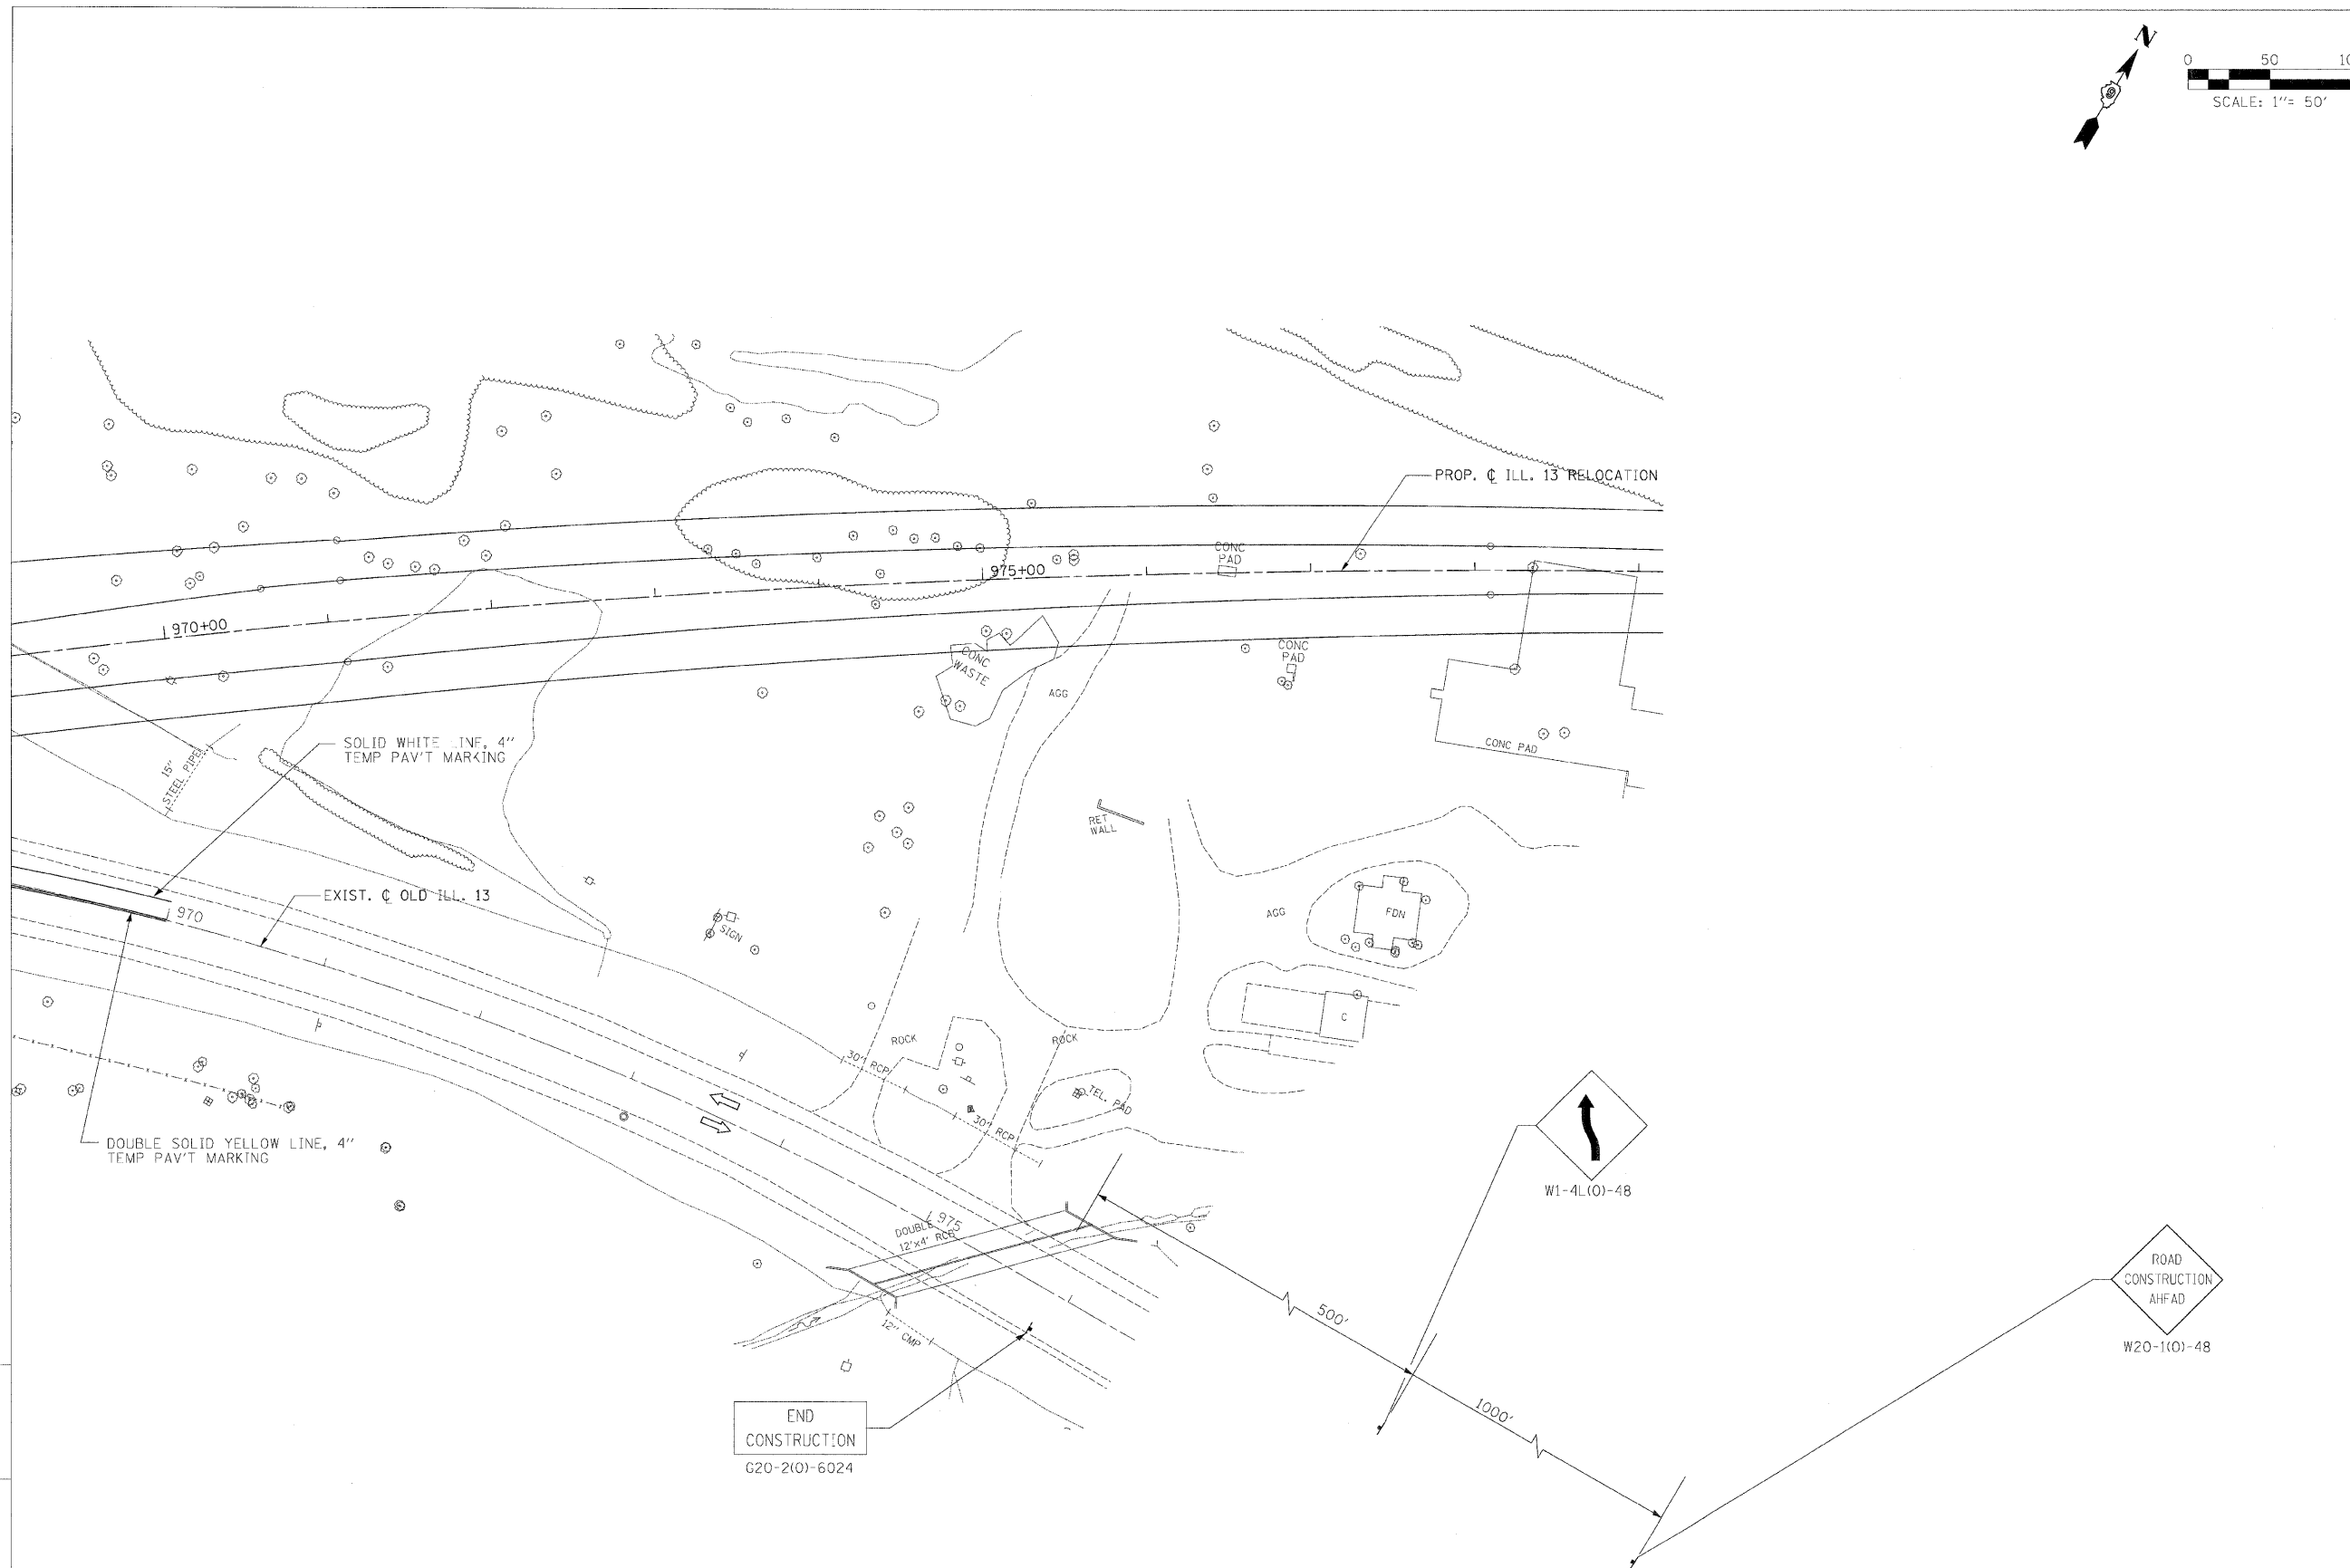 N
0 50 10
SCALE: 1"= 50'
PROP. ℄ ILL. 13 RELOCATION
CONC
PAD
975+00
970+00
CONC
WASTE
CONC
PAD
AGG
SOLID WHITE LINE, 4"
TEMP PAV'T MARKING
15"
STEEL PIPE
CONC PAD
RET
WALL
EXIST. ℄ OLD ILL. 13
970
SIGN
AGG
FDN
C
ROCK
ROCK
30" RCP
TEL. PAD
30" RCP
DOUBLE SOLID YELLOW LINE, 4"
TEMP PAV'T MARKING
W1-4L(O)-48
975
DOUBLE
12'x4' RCB
ROAD
CONSTRUCTION
AHEAD
W20-1(O)-48
500'
12" CMP
1000'
END
CONSTRUCTION
G20-2(O)-6024